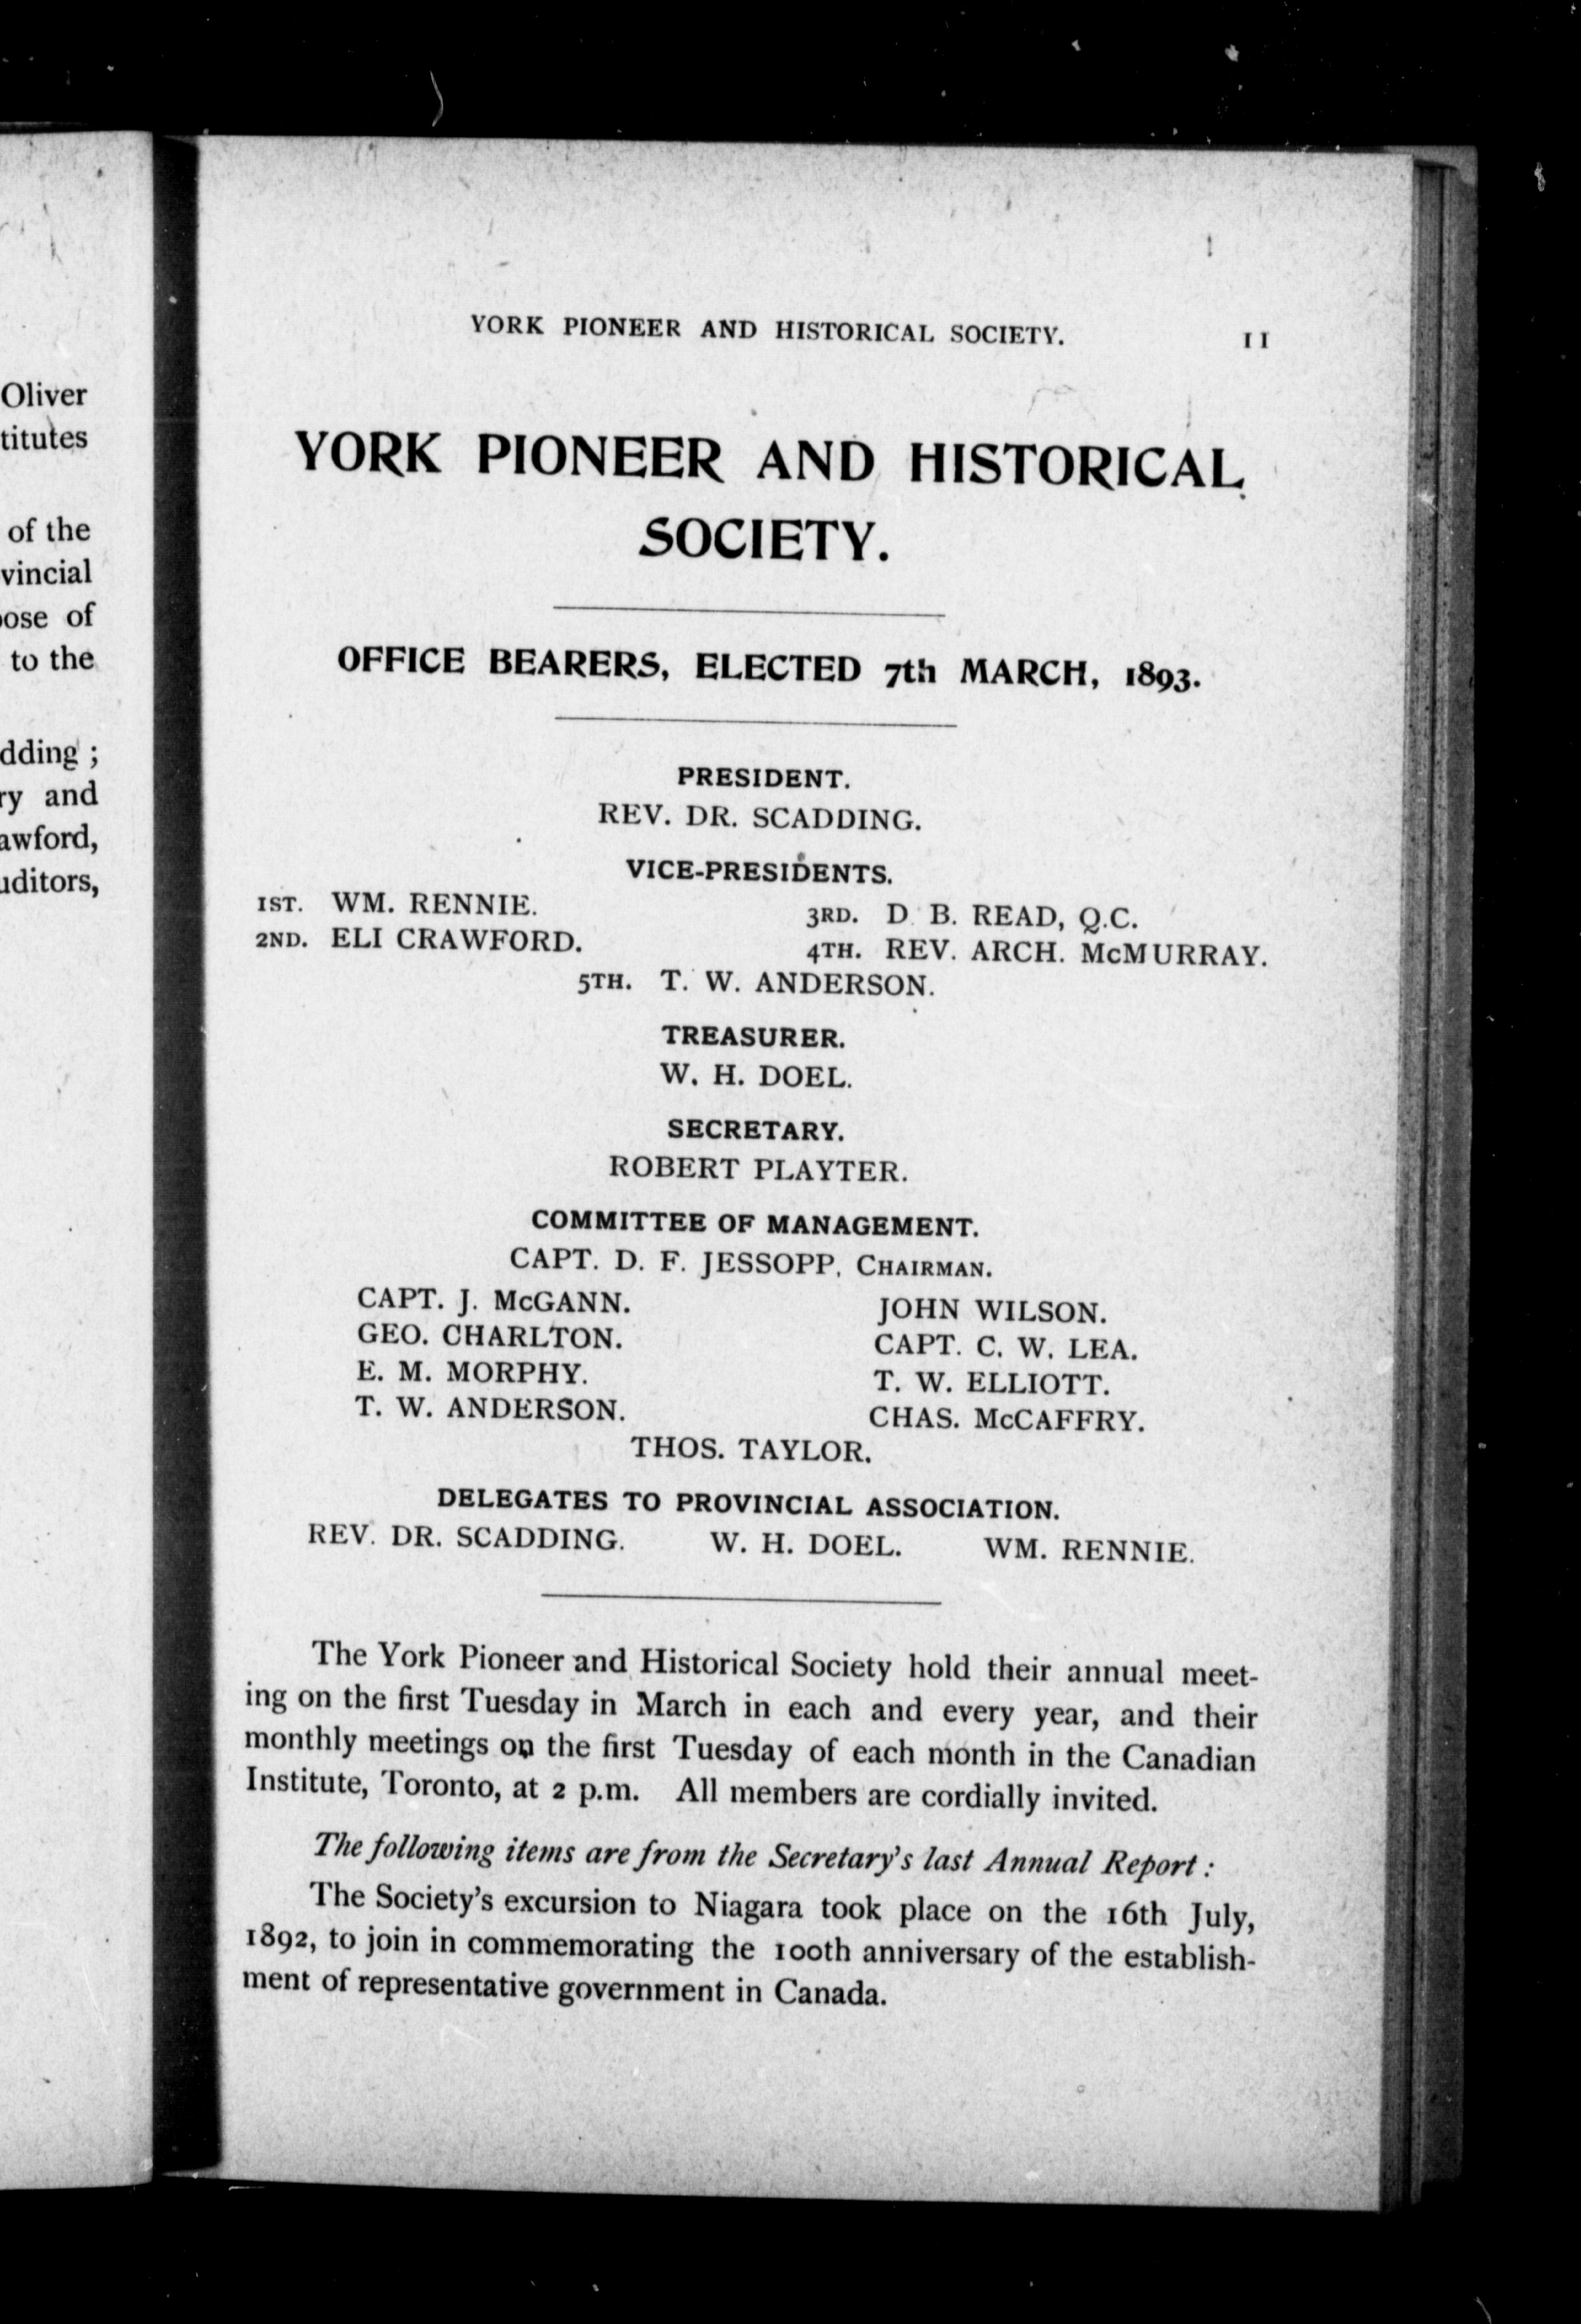 Oliver
of the
to the
and
YORK PIONEER AND HISTORICAL SOCIETY. 11
YORK PIONEER AND HISTORICAL
SOCIETY.
OFFICE BEARERS, ELECTED 7th MARCH, 1893.
PRESIDENT.
REV. DR. SCADDING.
VICE-PRESIDENTS.
1ST. WM. RENNIE. 3RD. D B. READ, Q.C.
2ND. ELI CRAWFORD. 4TH. REV. ARCH. McMURRAY.
5TH. T. W. ANDERSON.
TREASURER.
W. H. DOEL.
SECRETARY.
ROBERT PLAYTER.
COMMITTEE OF MANAGEMENT.
CAPT. D. F. JESSOPP, CHAIRMAN.
CAPT. J. McGANN. JOHN WILSON.
GEO. CHARLTON. CAPT. C. W. LEA.
E. M. MORPHY. T. W. ELLIOTT.
T. W. ANDERSON. CHAS. McCAFFRY.
THOS. TAYLOR.
DELEGATES TO PROVINCIAL ASSOCIATION.
REV. DR. SCADDING. W. H. DOEL. WM. RENNIE.
The York Pioneer and Historical Society hold their annual meet-
ing on the first Tuesday in March in each and every year, and their
monthly meetings on the first Tuesday of each month in the Canadian
Institute, Toronto, at 2 p.m. All members are cordially invited.
The following items are from the Secretary's last Annual Report :
The Society's excursion to Niagara took place on the 16th July,
1892, to join in commemorating the 100th anniversary of the establish-
ment of representative government in Canada.